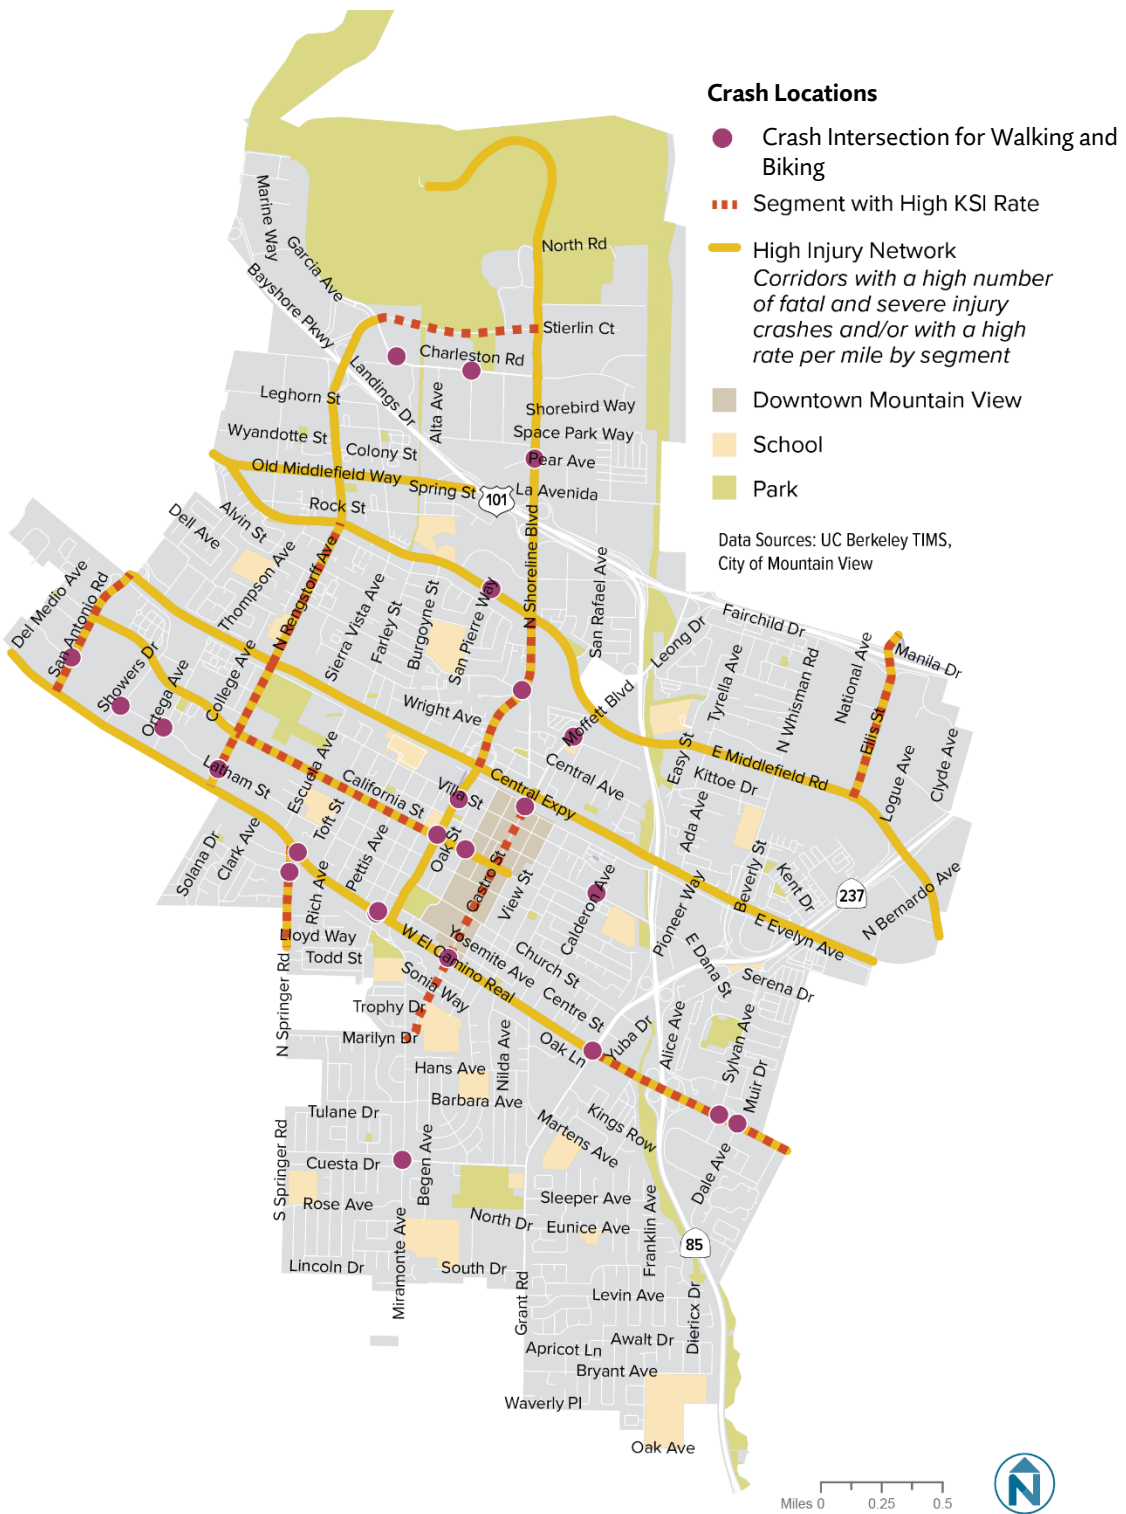 Crash Locations
Crash Intersection for Walking and
Biking
Segment with High KSI Rate
High Injury Network
Corridors with a high number
of fatal and severe injury
crashes and/or with a high
rate per mile by segment
Downtown Mountain View
School
Park
Data Sources: UC Berkeley TIMS,
City of Mountain View
Marine Way
Garcia Ave
North Rd
Bayshore Pkwy
Stierlin Ct
Charleston Rd
Landings Dr
Leghorn St
Alta Ave
Shorebird Way
Wyandotte St
Space Park Way
Colony St
Pear Ave
Old Middlefield Way
Spring St
101
La Avenida
Rock St
Alvin St
Dell Ave
N Shoreline Blvd
Thompson Ave
N Rengstorff Ave
San Rafael Ave
Del Medio Ave
San Antonio Rd
Sierra Vista Ave
Farley St
Burgoyne St
San Pierre Way
Fairchild Dr
Leong Dr
Manila Dr
Showers Dr
Ortega Ave
College Ave
Tyrella Ave
N Whisman Rd
National Ave
Wright Ave
Moffett Blvd
Ellis St
Easy St
E Middlefield Rd
Logue Ave
Clyde Ave
Latham St
Escuela Ave
California St
Villa St
Central Expy
Central Ave
Kittoe Dr
Toft St
Oak St
Ada Ave
Solana Dr
Clark Ave
Pettis Ave
Castro St
View St
Beverly St
Kent Dr
237
Rich Ave
Calderon Ave
Pioneer Way
N Bernardo Ave
E Evelyn Ave
Lloyd Way
W El Camino Real
Yosemite Ave
Church St
E Dana St
Todd St
Sonia Way
Centre St
Serena Dr
N Springer Rd
Trophy Dr
Marilyn Dr
Oak Ln
Yuba Dr
Alice Ave
Sylvan Ave
Muir Dr
Hans Ave
Nilda Ave
Barbara Ave
Tulane Dr
Kings Row
Martens Ave
S Springer Rd
Cuesta Dr
Begen Ave
Dale Ave
Rose Ave
Sleeper Ave
North Dr
Eunice Ave
Franklin Ave
85
Miramonte Ave
Lincoln Dr
South Dr
Grant Rd
Levin Ave
Diericx Dr
Awalt Dr
Apricot Ln
Bryant Ave
Waverly Pl
Oak Ave
N
Miles 0 0.25 0.5